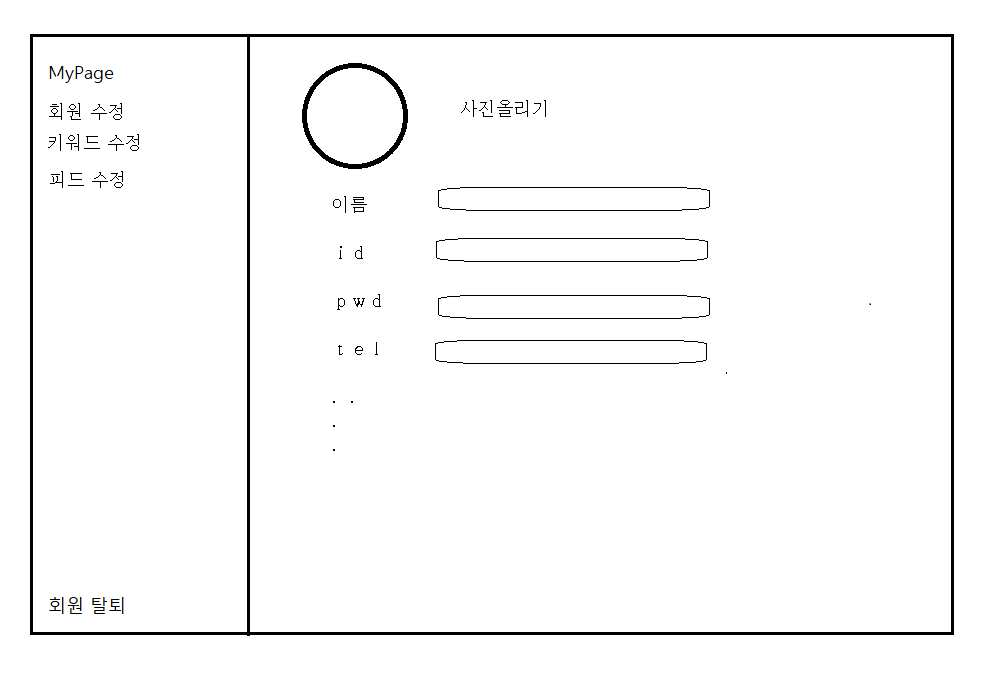 MyPage
회원 수정
키워드 수정
피드 수정
회원 탈퇴
사진올리기
이름
id
pwd
tel
. .
.
.